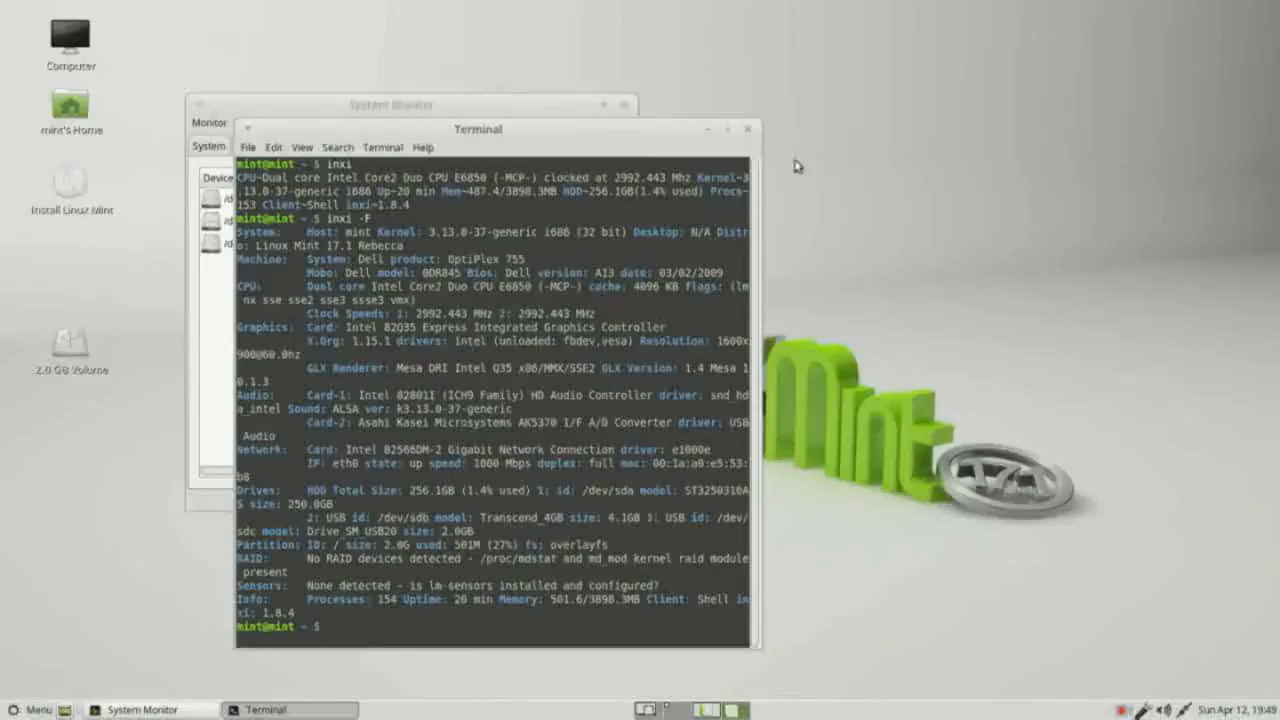 Computer
mint's Home
Install Linux Mint
2.0 GB Volume
System Monitor
Monitor
System
Device
Terminal
File Edit View Search Terminal Help
mint@mint ~ $ inxi
CPU~Dual core Intel Core2 Duo CPU E6850 (-MCP-) clocked at 2992.443 Mhz Kernel~3
.13.0-37-generic i686 Up~20 min Mem~487.4/3898.3MB HDD~256.1GB(1.4% used) Procs~
153 Client~Shell inxi~1.8.4
mint@mint ~ $ inxi -F
System: Host: mint Kernel: 3.13.0-37-generic i686 (32 bit) Desktop: N/A Distr
o: Linux Mint 17.1 Rebecca
Machine: System: Dell product: OptiPlex 755
Mobo: Dell model: 0DR845 Bios: Dell version: A13 date: 03/02/2009
CPU: Dual core Intel Core2 Duo CPU E6850 (-MCP-) cache: 4096 KB flags: (lm
nx sse sse2 sse3 ssse3 vmx)
Clock Speeds: 1: 2992.443 MHz 2: 2992.443 MHz
Graphics: Card: Intel 82Q35 Express Integrated Graphics Controller
X.Org: 1.15.1 drivers: intel (unloaded: fbdev,vesa) Resolution: 1600x
900@60.0hz
GLX Renderer: Mesa DRI Intel Q35 x86/MMX/SSE2 GLX Version: 1.4 Mesa 1
0.1.3
Audio: Card-1: Intel 82801I (ICH9 Family) HD Audio Controller driver: snd_hd
a_intel Sound: ALSA ver: k3.13.0-37-generic
Card-2: Asahi Kasei Microsystems AK5370 I/F A/D Converter driver: USB
Audio
Network: Card: Intel 82566DM-2 Gigabit Network Connection driver: e1000e
IF: eth0 state: up speed: 1000 Mbps duplex: full mac: 00:1a:a0:e5:53:
b8
Drives: HDD Total Size: 256.1GB (1.4% used) 1: id: /dev/sda model: ST3250310A
S size: 250.0GB
2: USB id: /dev/sdb model: Transcend_4GB size: 4.1GB 3: USB id: /dev/
sdc model: Drive_SM_USB20 size: 2.0GB
Partition: ID: / size: 2.0G used: 501M (27%) fs: overlayfs
RAID: No RAID devices detected - /proc/mdstat and md_mod kernel raid module
present
Sensors: None detected - is lm-sensors installed and configured?
Info: Processes: 154 Uptime: 20 min Memory: 501.6/3898.3MB Client: Shell in
xi: 1.8.4
mint@mint ~ $
Mint
17.1
Menu System Monitor Terminal Sun Apr 12, 19:49